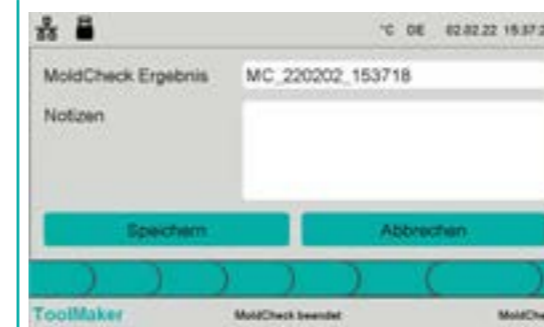 °C DE 02.02.22 15:37:2
MoldCheck Ergebnis MC_220202_153718
Notizen
Speichern Abbrechen
ToolMaker MoldCheck beendet MoldChe